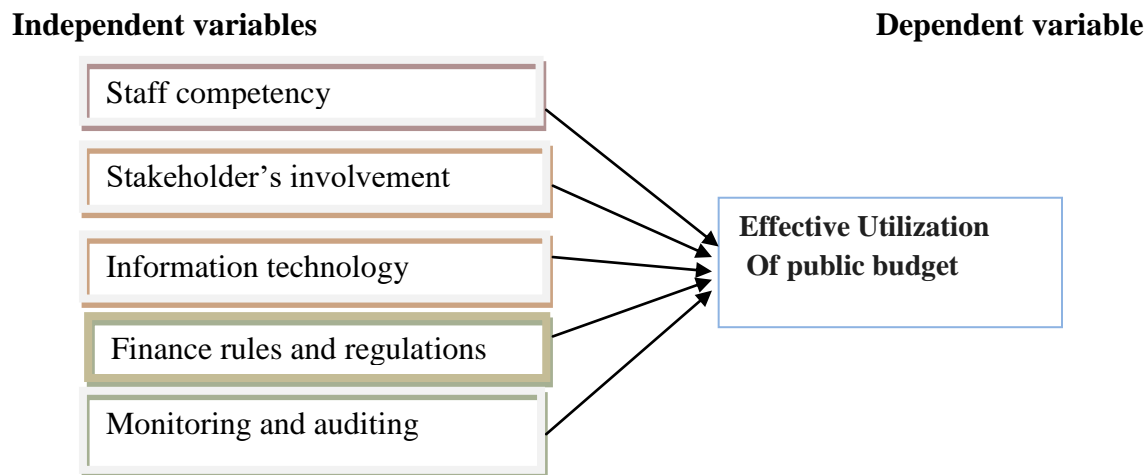 Independent variables
Dependent variable
Staff competency
Stakeholder’s involvement
Information technology
Finance rules and regulations
Monitoring and auditing
Effective Utilization
Of public budget